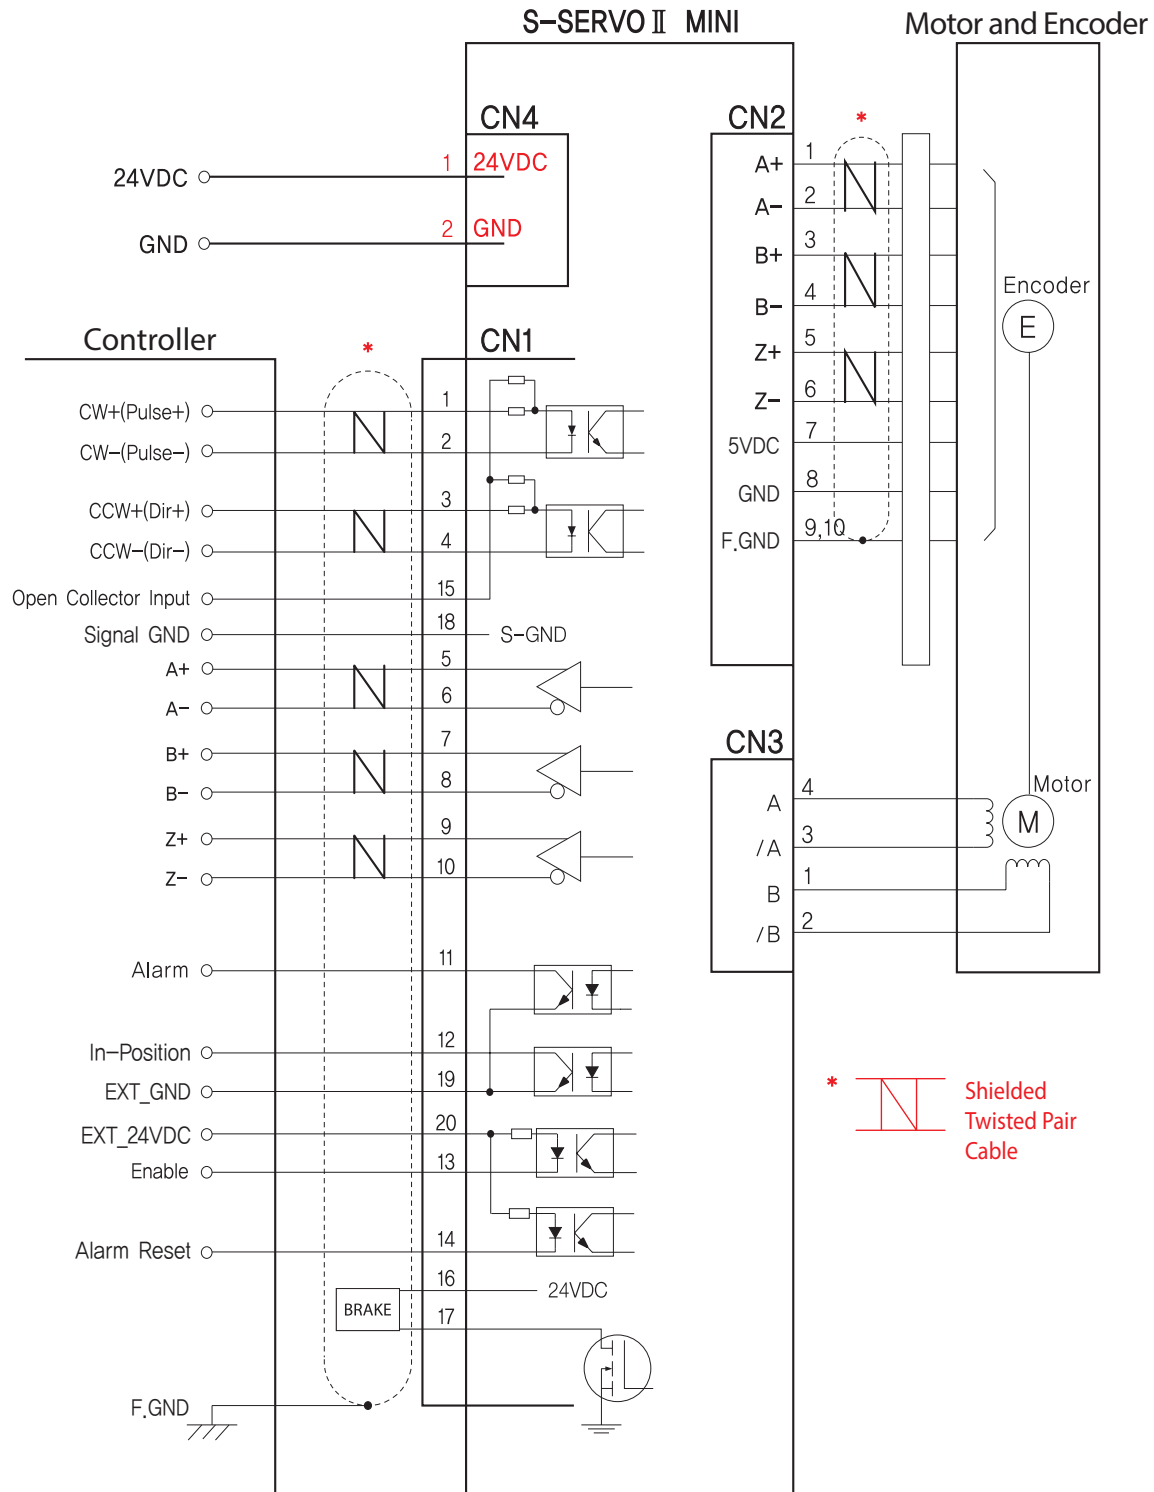 S-SERVOⅡ MINI
Motor and Encoder
CN4
1 24VDC
24VDC
2 GND
GND
CN2
*
A+ 1
A- 2
B+ 3
B- 4
Z+ 5
Z- 6
5VDC 7
GND 8
F.GND 9,10
Encoder
E
Controller
*
CN1
CW+(Pulse+) 1
CW-(Pulse-) 2
CCW+(Dir+) 3
CCW-(Dir-) 4
Open Collector Input 15
Signal GND 18 S-GND
A+ 5
A- 6
B+ 7
B- 8
Z+ 9
Z- 10
CN3
A 4
/A 3
B 1
/B 2
Motor
M
Alarm 11
In-Position 12
EXT_GND 19
EXT_24VDC 20
Enable 13
Alarm Reset 14
16 24VDC
BRAKE
17
F.GND
* Shielded
Twisted Pair
Cable